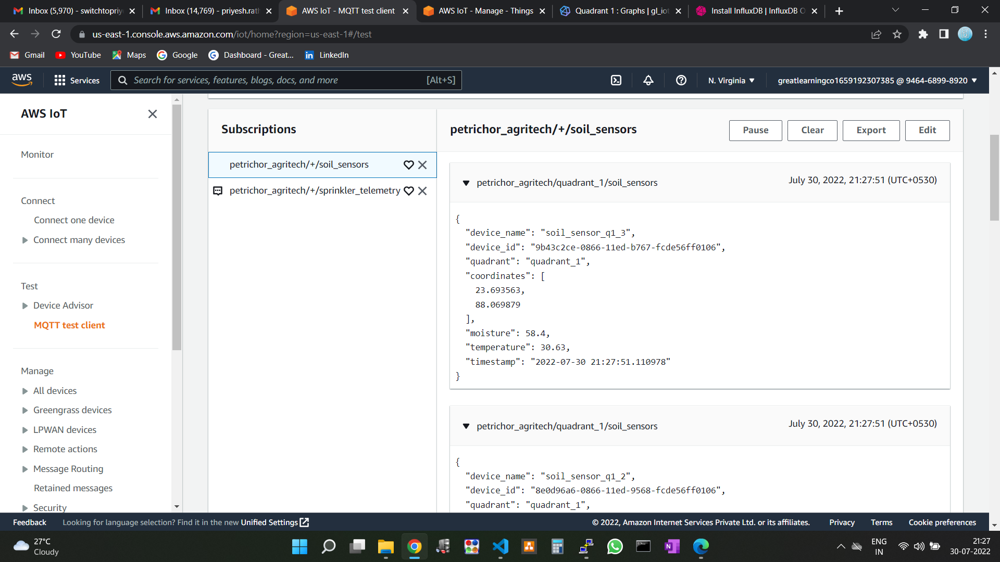 Inbox (5,970) - switchtopriy
Inbox (14,769) - priyesh.rath
AWS IoT - MQTT test client
AWS IoT - Manage - Things
Quadrant 1 : Graphs | gl_iot
Install InfluxDB | InfluxDB O
us-east-1.console.aws.amazon.com/iot/home?region=us-east-1#/test
Gmail
YouTube
Maps
Google
Dashboard - Great...
LinkedIn
aws
Services
Search for services, features, blogs, docs, and more
[Alt+S]
N. Virginia
greatlearningco1659192307385 @ 9464-6899-8920
AWS IoT
Monitor
Connect
Connect one device
Connect many devices
Test
Device Advisor
MQTT test client
Manage
All devices
Greengrass devices
LPWAN devices
Remote actions
Message Routing
Retained messages
Security
Subscriptions
petrichor_agritech/+/soil_sensors
petrichor_agritech/+/sprinkler_telemetry
petrichor_agritech/+/soil_sensors
Pause
Clear
Export
Edit
petrichor_agritech/quadrant_1/soil_sensors
July 30, 2022, 21:27:51 (UTC+0530)
{
"device_name": "soil_sensor_q1_3",
"device_id": "9b43c2ce-0866-11ed-b767-fcde56ff0106",
"quadrant": "quadrant_1",
"coordinates": [
23.693563,
88.069879
],
"moisture": 58.4,
"temperature": 30.63,
"timestamp": "2022-07-30 21:27:51.110978"
}
petrichor_agritech/quadrant_1/soil_sensors
July 30, 2022, 21:27:51 (UTC+0530)
{
"device_name": "soil_sensor_q1_2",
"device_id": "8e0d96a6-0866-11ed-9568-fcde56ff0106",
"quadrant": "quadrant_1",
Feedback
Looking for language selection? Find it in the new Unified Settings
© 2022, Amazon Internet Services Private Ltd. or its affiliates.
Privacy
Terms
Cookie preferences
27°C
Cloudy
ENG
IN
21:27
30-07-2022